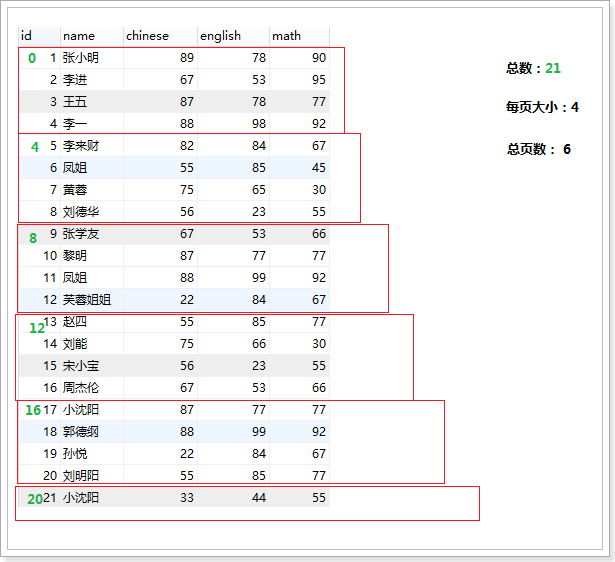 id name chinese english math
0 1 张小明 89 78 90
2 李进 67 53 95
3 王五 87 78 77
4 李一 88 98 92
4 5 李来财 82 84 67
6 凤姐 55 85 45
7 黄蓉 75 65 30
8 刘德华 56 23 55
8 9 张学友 67 53 66
10 黎明 87 77 77
11 凤姐 88 99 92
12 芙蓉姐姐 22 84 67
12 13 赵四 55 85 77
14 刘能 75 66 30
15 宋小宝 56 23 55
16 周杰伦 67 53 66
16 17 小沈阳 87 77 77
18 郭德纲 88 99 92
19 孙悦 22 84 67
20 刘明阳 55 85 77
20 21 小沈阳 33 44 55
总数：21
每页大小：4
总页数： 6